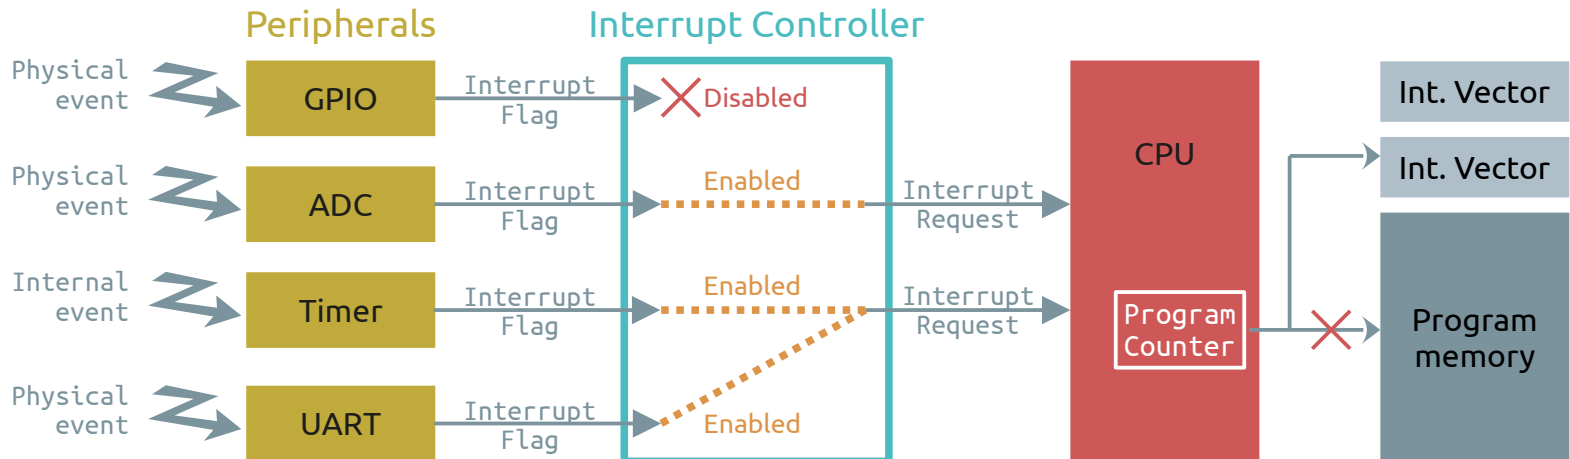 Peripherals
Interrupt Controller
Physical
event
GPIO
Interrupt
Flag
Disabled
Physical
event
ADC
Interrupt
Flag
Enabled
Interrupt
Request
Internal
event
Timer
Interrupt
Flag
Enabled
Interrupt
Request
Physical
event
UART
Interrupt
Flag
Enabled
CPU
Program
Counter
Int. Vector
Int. Vector
Program
memory